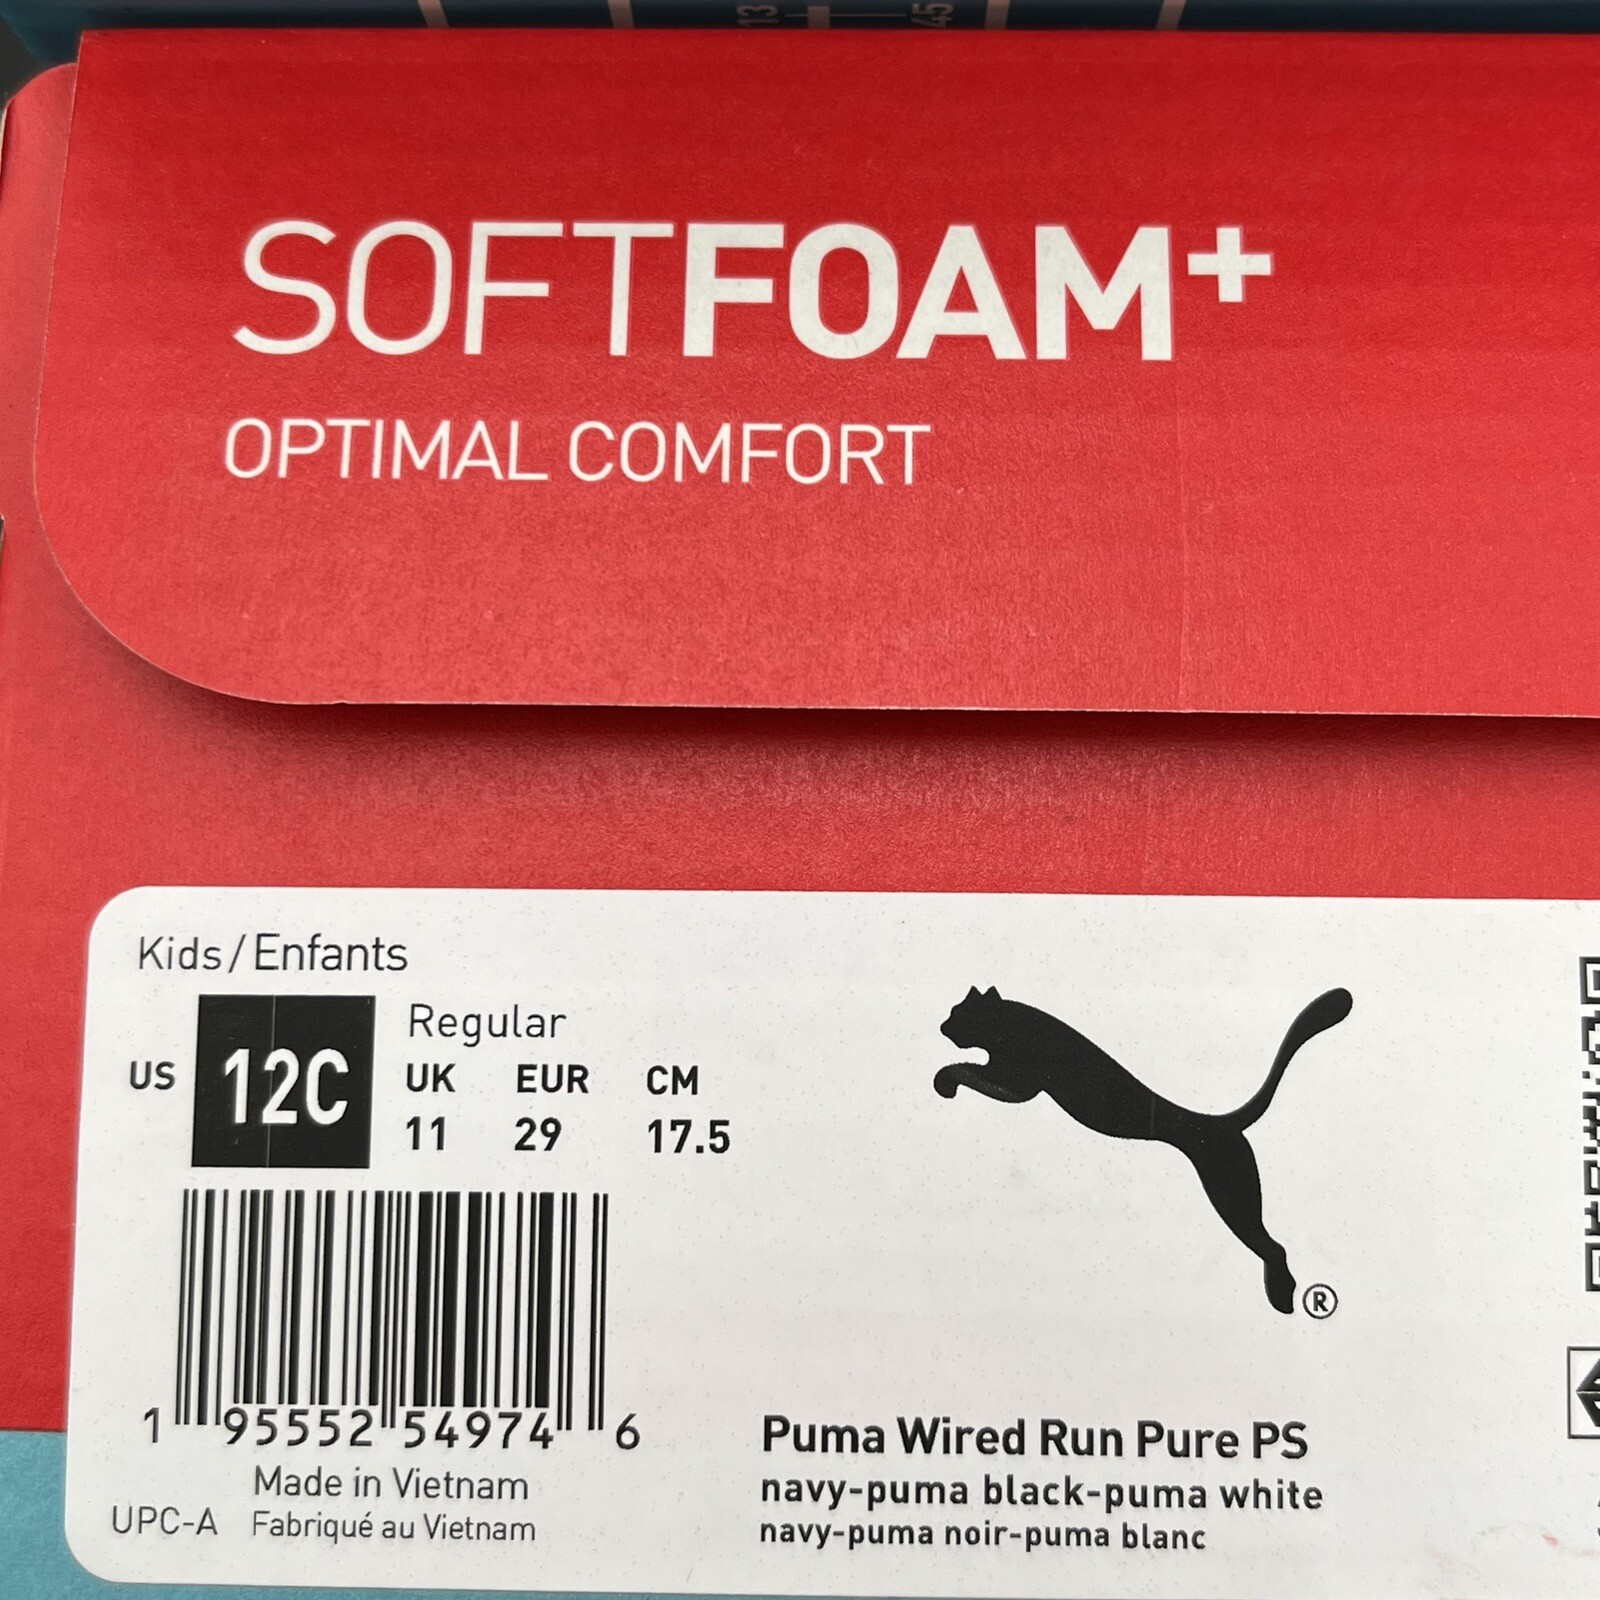 13
45
SOFTFOAM+
OPTIMAL COMFORT
Kids/Enfants
US 12C
Regular
UK EUR CM
11 29 17.5
1 95552 54974 6
Made in Vietnam
UPC-A Fabriqué au Vietnam
®
Puma Wired Run Pure PS
navy-puma black-puma white
navy-puma noir-puma blanc